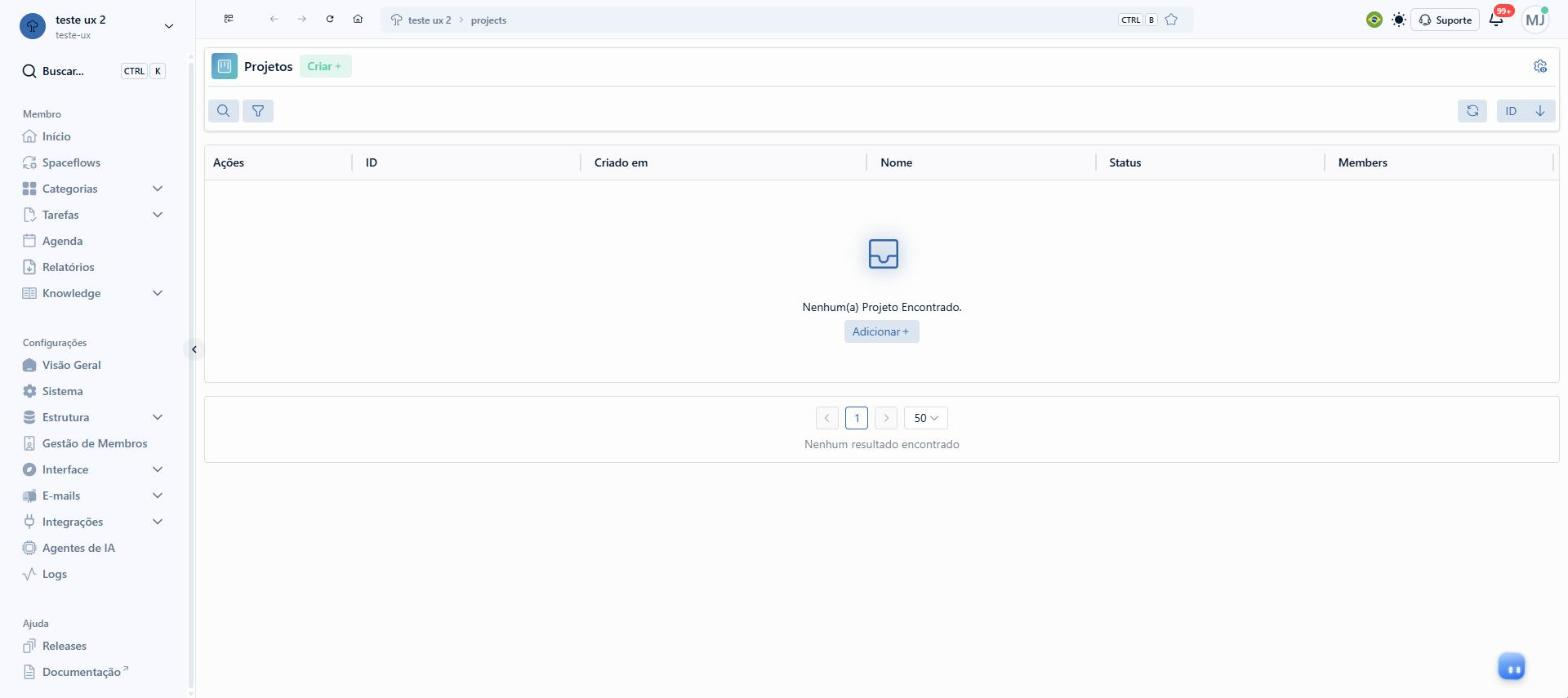 teste ux 2
teste-ux
Buscar...
CTRL K
Membro
Início
Spaceflows
Categorias
Tarefas
Agenda
Relatórios
Knowledge
Configurações
Visão Geral
Sistema
Estrutura
Gestão de Membros
Interface
E-mails
Integrações
Agentes de IA
Logs
Ajuda
Releases
Documentação
teste ux 2 projects
CTRL B
Suporte
99+
MJ
Projetos
Criar +
ID
Ações ID Criado em Nome Status Members
Nenhum(a) Projeto Encontrado.
Adicionar +
1
50
Nenhum resultado encontrado